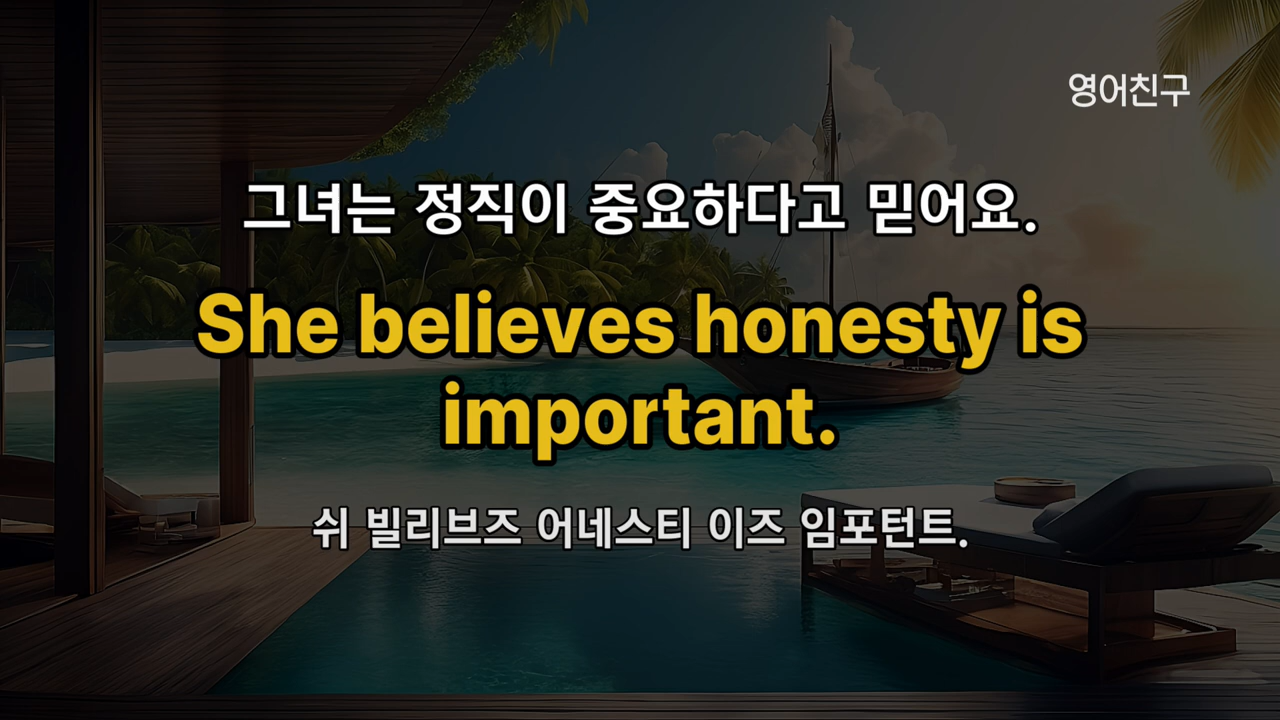 영어친구
그녀는 정직이 중요하다고 믿어요.
She believes honesty is
important.
쉬 빌리브즈 어네스티 이즈 임포턴트.